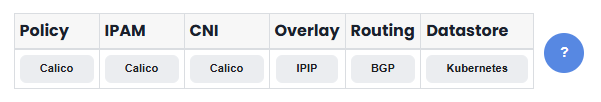 Policy IPAM CNI Overlay Routing Datastore
Calico Calico Calico IPIP BGP Kubernetes
?